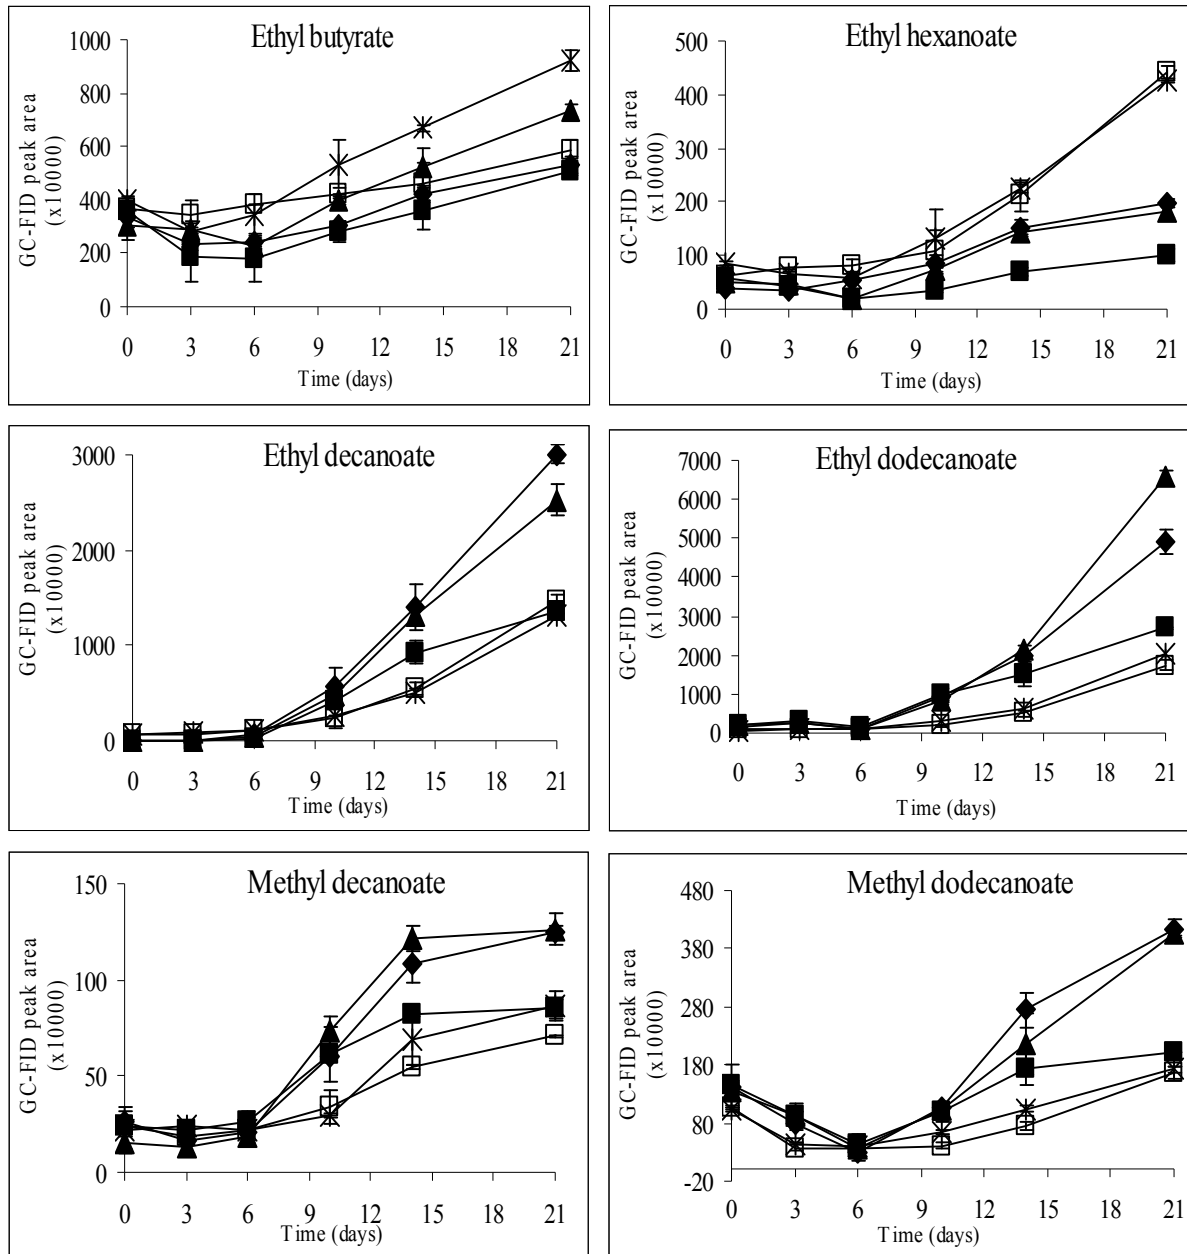 Ethyl butyrate
GC-FID peak area
(x10000)
1000
800
600
400
200
0
0 3 6 9 12 15 18 21
Time (days)
Ethyl hexanoate
GC-FID peak area
(x10000)
500
400
300
200
100
0
0 3 6 9 12 15 18 21
Time (days)
Ethyl decanoate
GC-FID peak area
(x10000)
3000
2000
1000
0
0 3 6 9 12 15 18 21
Time (days)
Ethyl dodecanoate
GC-FID peak area
(x10000)
7000
6000
5000
4000
3000
2000
1000
0
0 3 6 9 12 15 18 21
Time (days)
Methyl decanoate
GC-FID peak area
(x10000)
150
100
50
0
0 3 6 9 12 15 18 21
Time (days)
Methyl dodecanoate
GC-FID peak area
(x10000)
480
380
280
180
80
-20
0 3 6 9 12 15 18 21
Time (days)